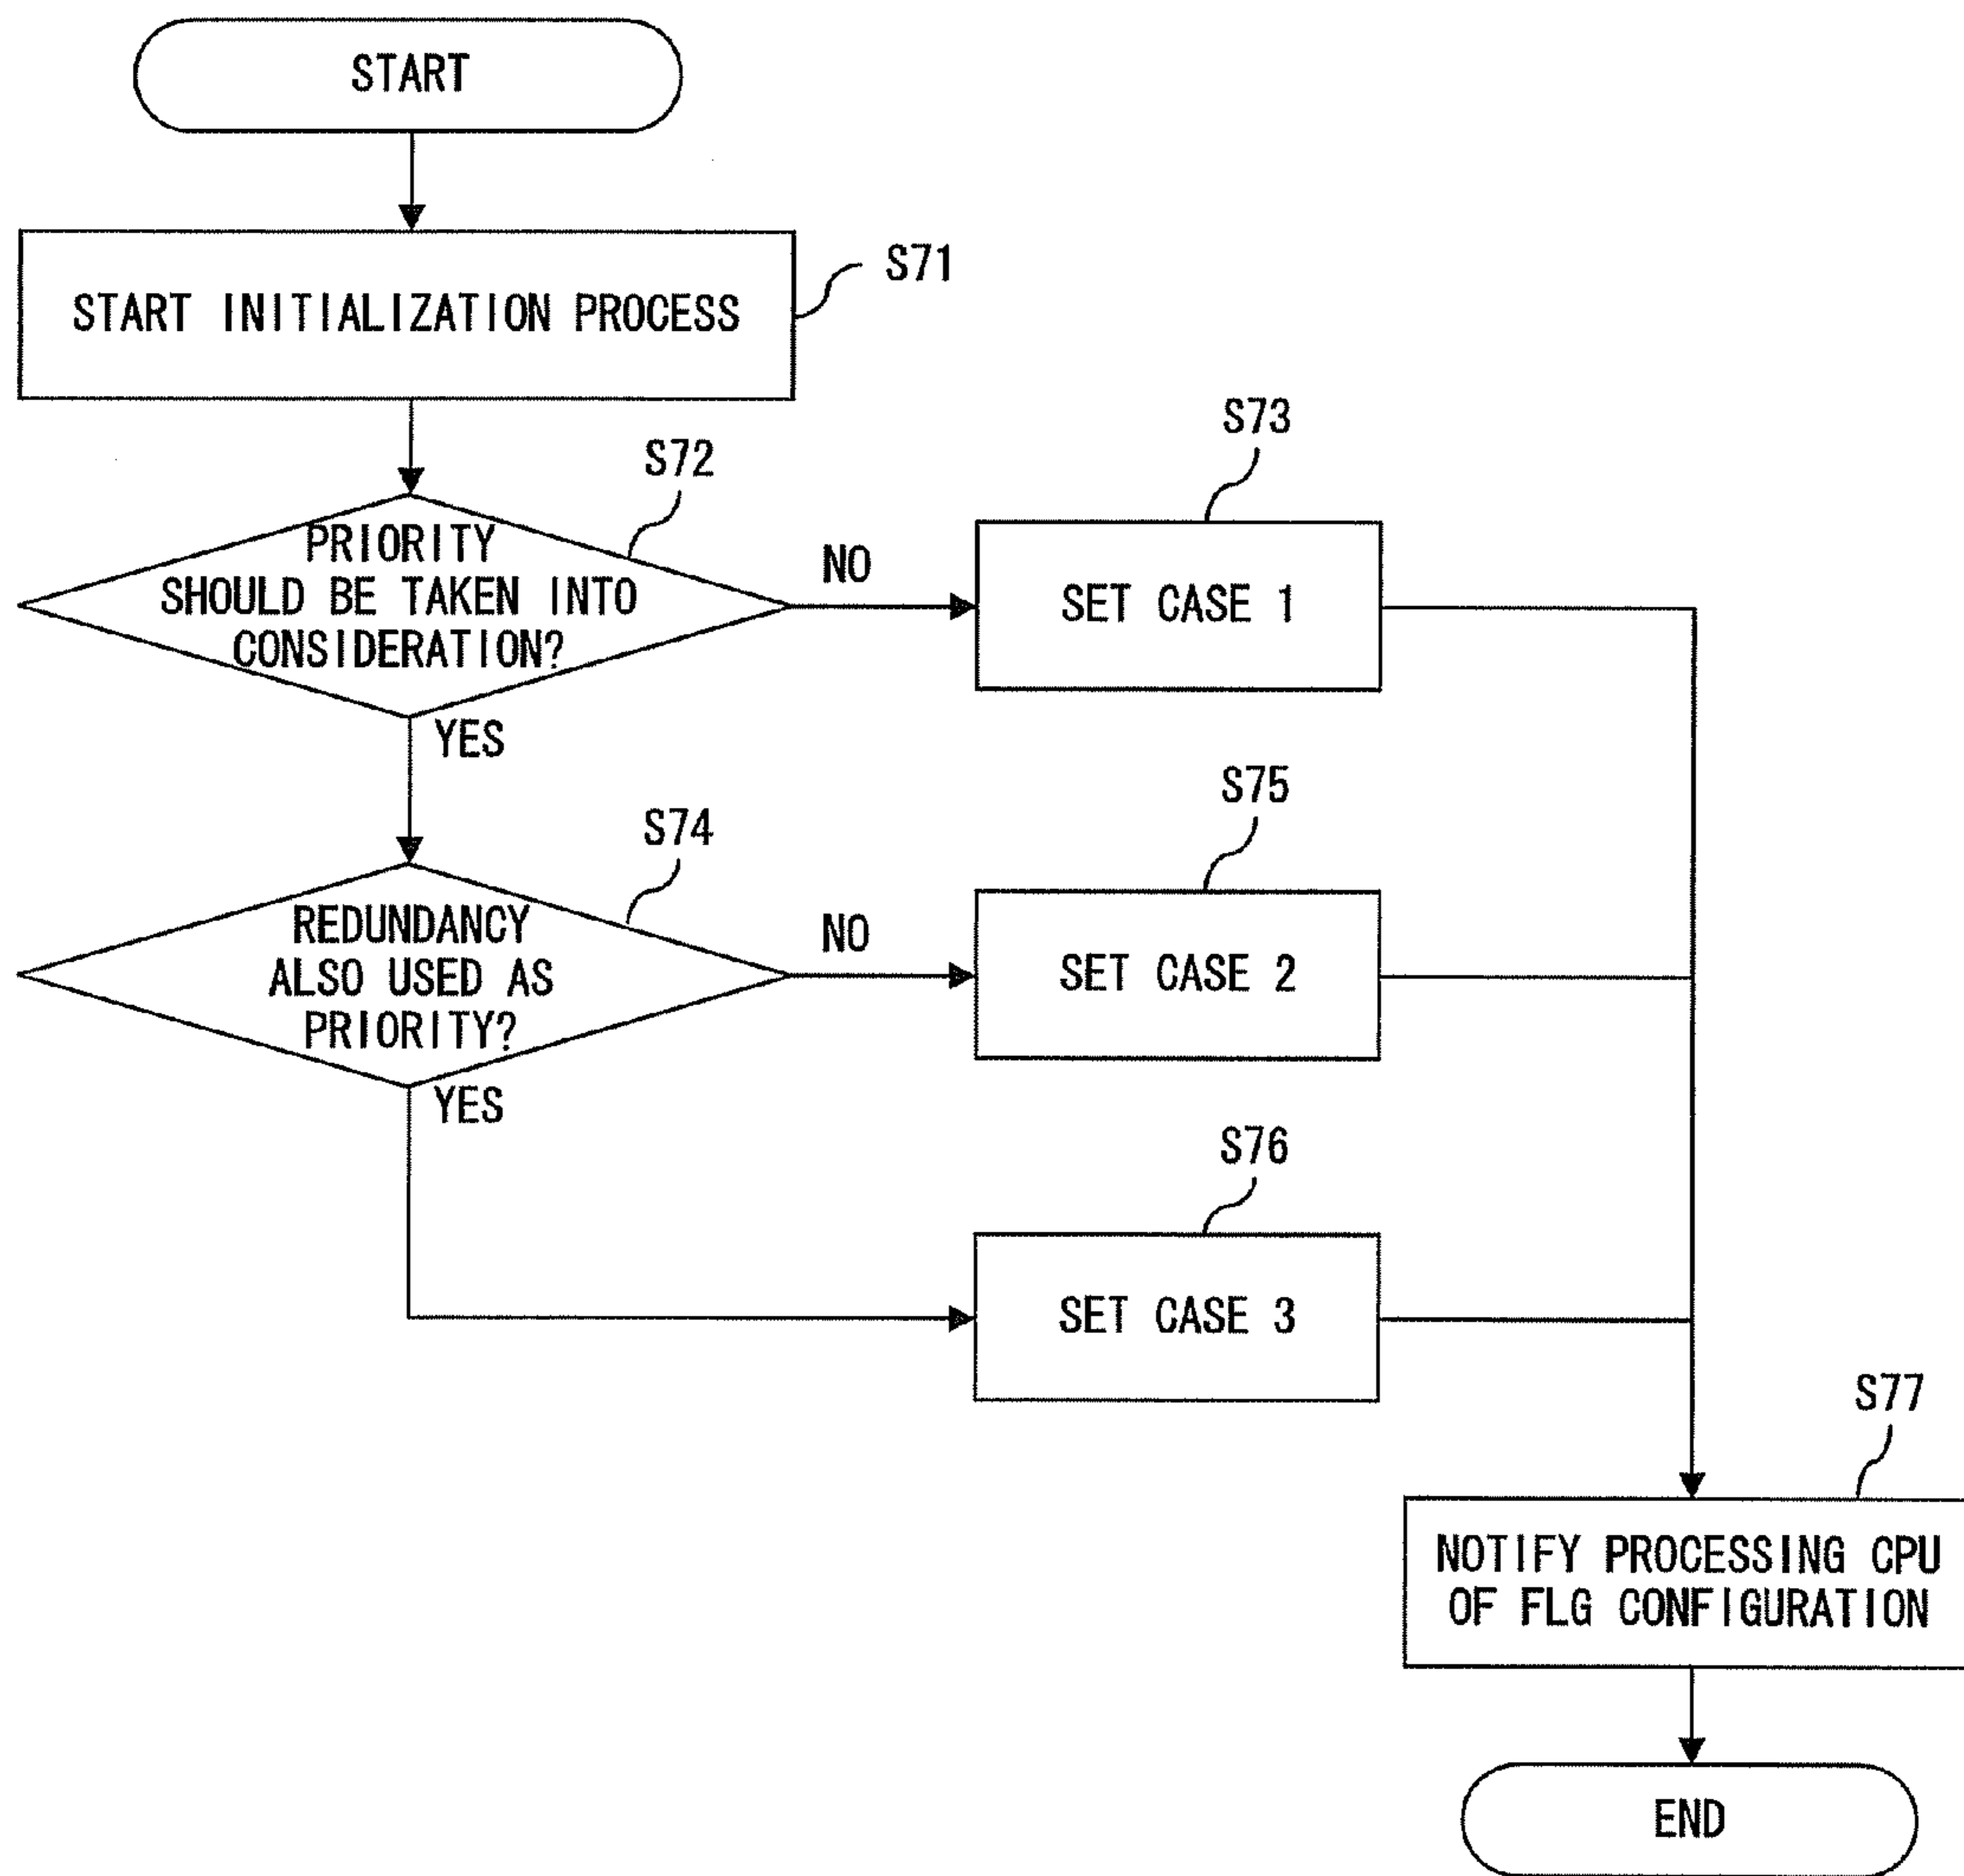 START
START INITIALIZATION PROCESS
S71
S72
PRIORITY
SHOULD BE TAKEN INTO
CONSIDERATION?
NO
YES
S73
SET CASE 1
S74
REDUNDANCY
ALSO USED AS
PRIORITY?
NO
YES
S75
SET CASE 2
S76
SET CASE 3
S77
NOTIFY PROCESSING CPU
OF FLG CONFIGURATION
END